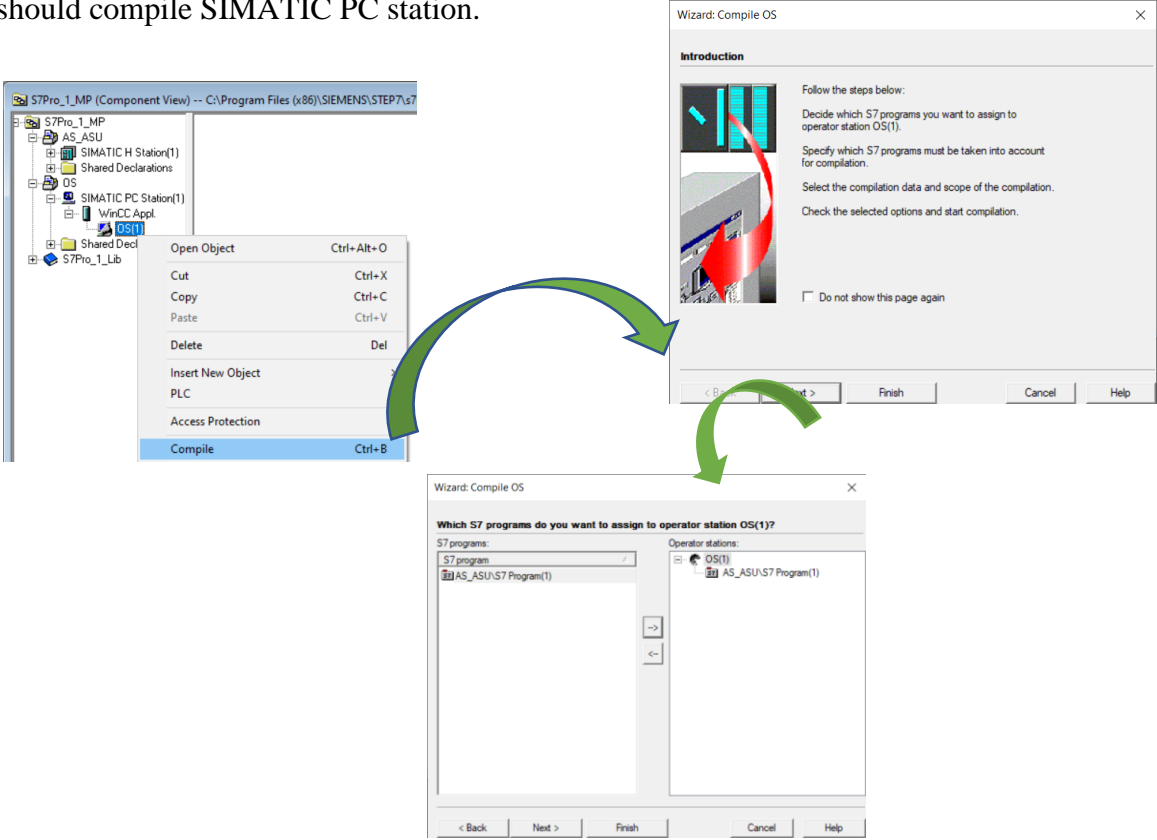 should compile SIMATIC PC station.
S7Pro_1_MP (Component View) -- C:\Program Files (x86)\SIEMENS\STEP7\s7
S7Pro_1_MP
AS_ASU
SIMATIC H Station(1)
Shared Declarations
OS
SIMATIC PC Station(1)
WinCC Appl.
OS(1)
Shared Decl
S7Pro_1_Lib
Open Object Ctrl+Alt+O
Cut Ctrl+X
Copy Ctrl+C
Paste Ctrl+V
Delete Del
Insert New Object >
PLC
Access Protection
Compile Ctrl+B
Wizard: Compile OS
Introduction
Follow the steps below:
Decide which S7 programs you want to assign to
operator station OS(1).
Specify which S7 programs must be taken into account
for compilation.
Select the compilation data and scope of the compilation.
Check the selected options and start compilation.
Do not show this page again
Finish Cancel Help
Wizard: Compile OS
Which S7 programs do you want to assign to operator station OS(1)?
S7 programs: Operator stations:
S7 program
AS_ASU\S7 Program(1)
OS(1)
AS_ASU\S7 Program(1)
-->
<--
< Back Next > Finish Cancel Help